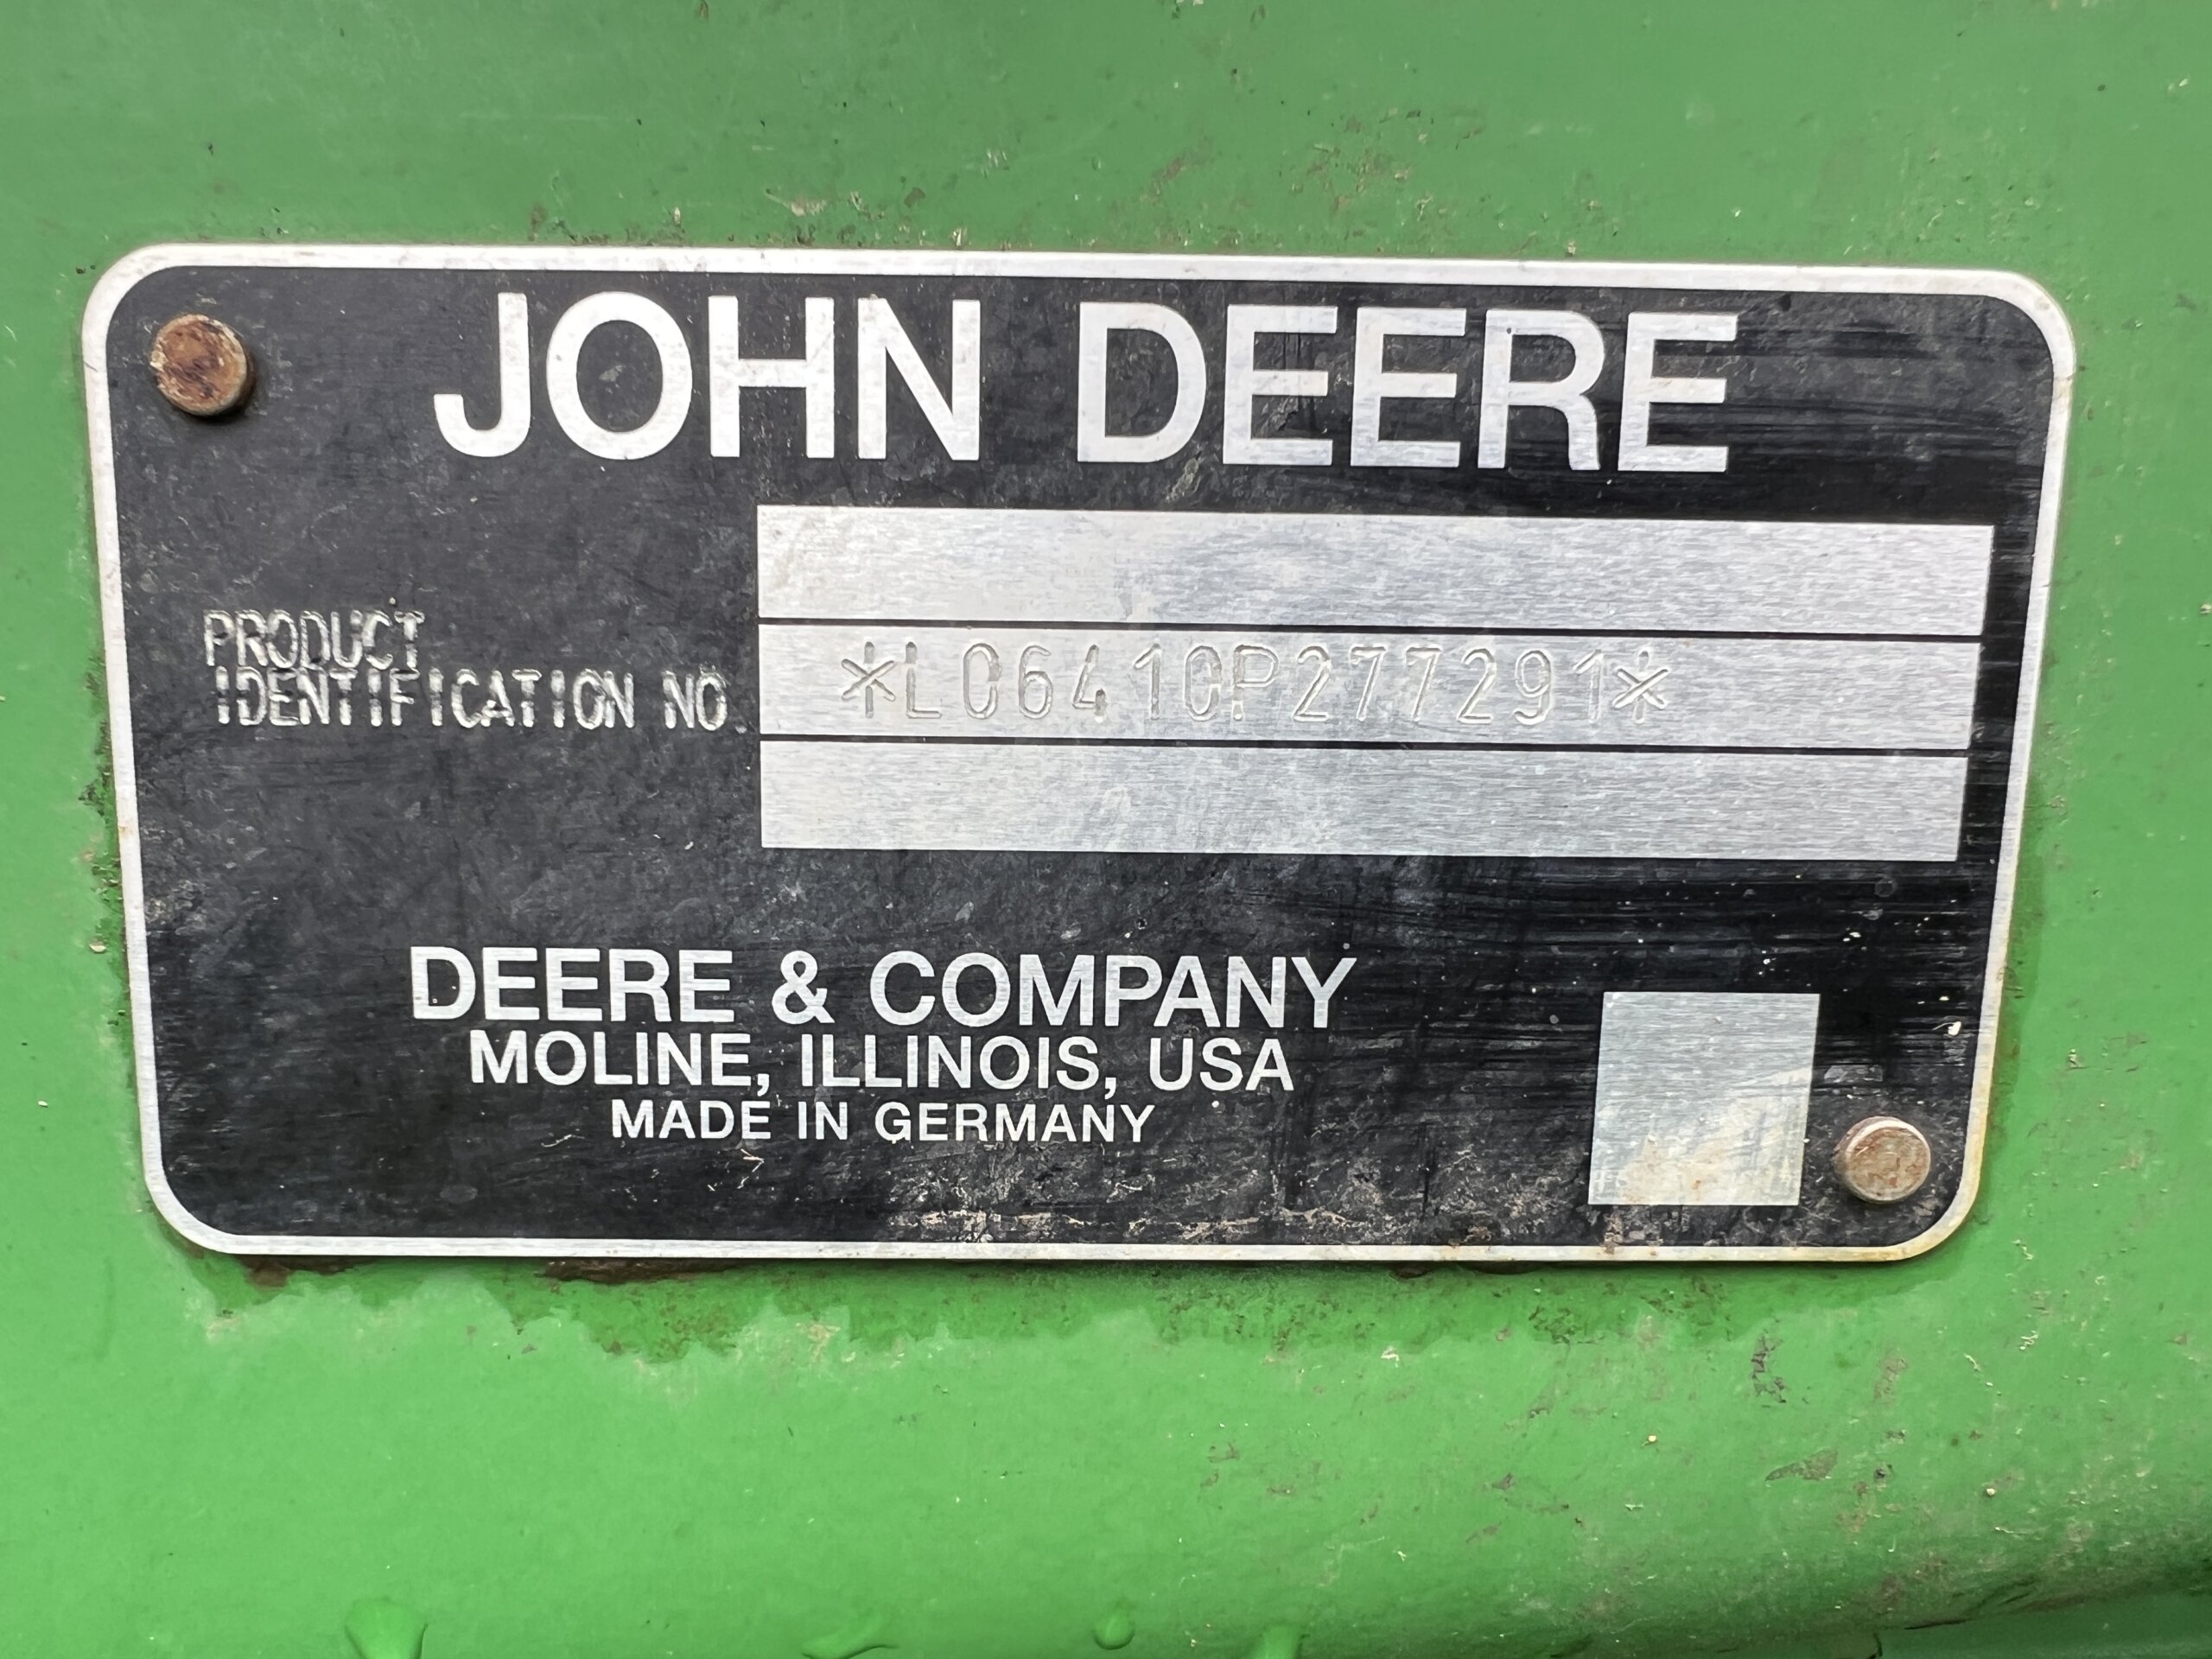 JOHN DEERE
PRODUCT
IDENTIFICATION NO
*L06410P277291*
DEERE & COMPANY
MOLINE, ILLINOIS, USA
MADE IN GERMANY